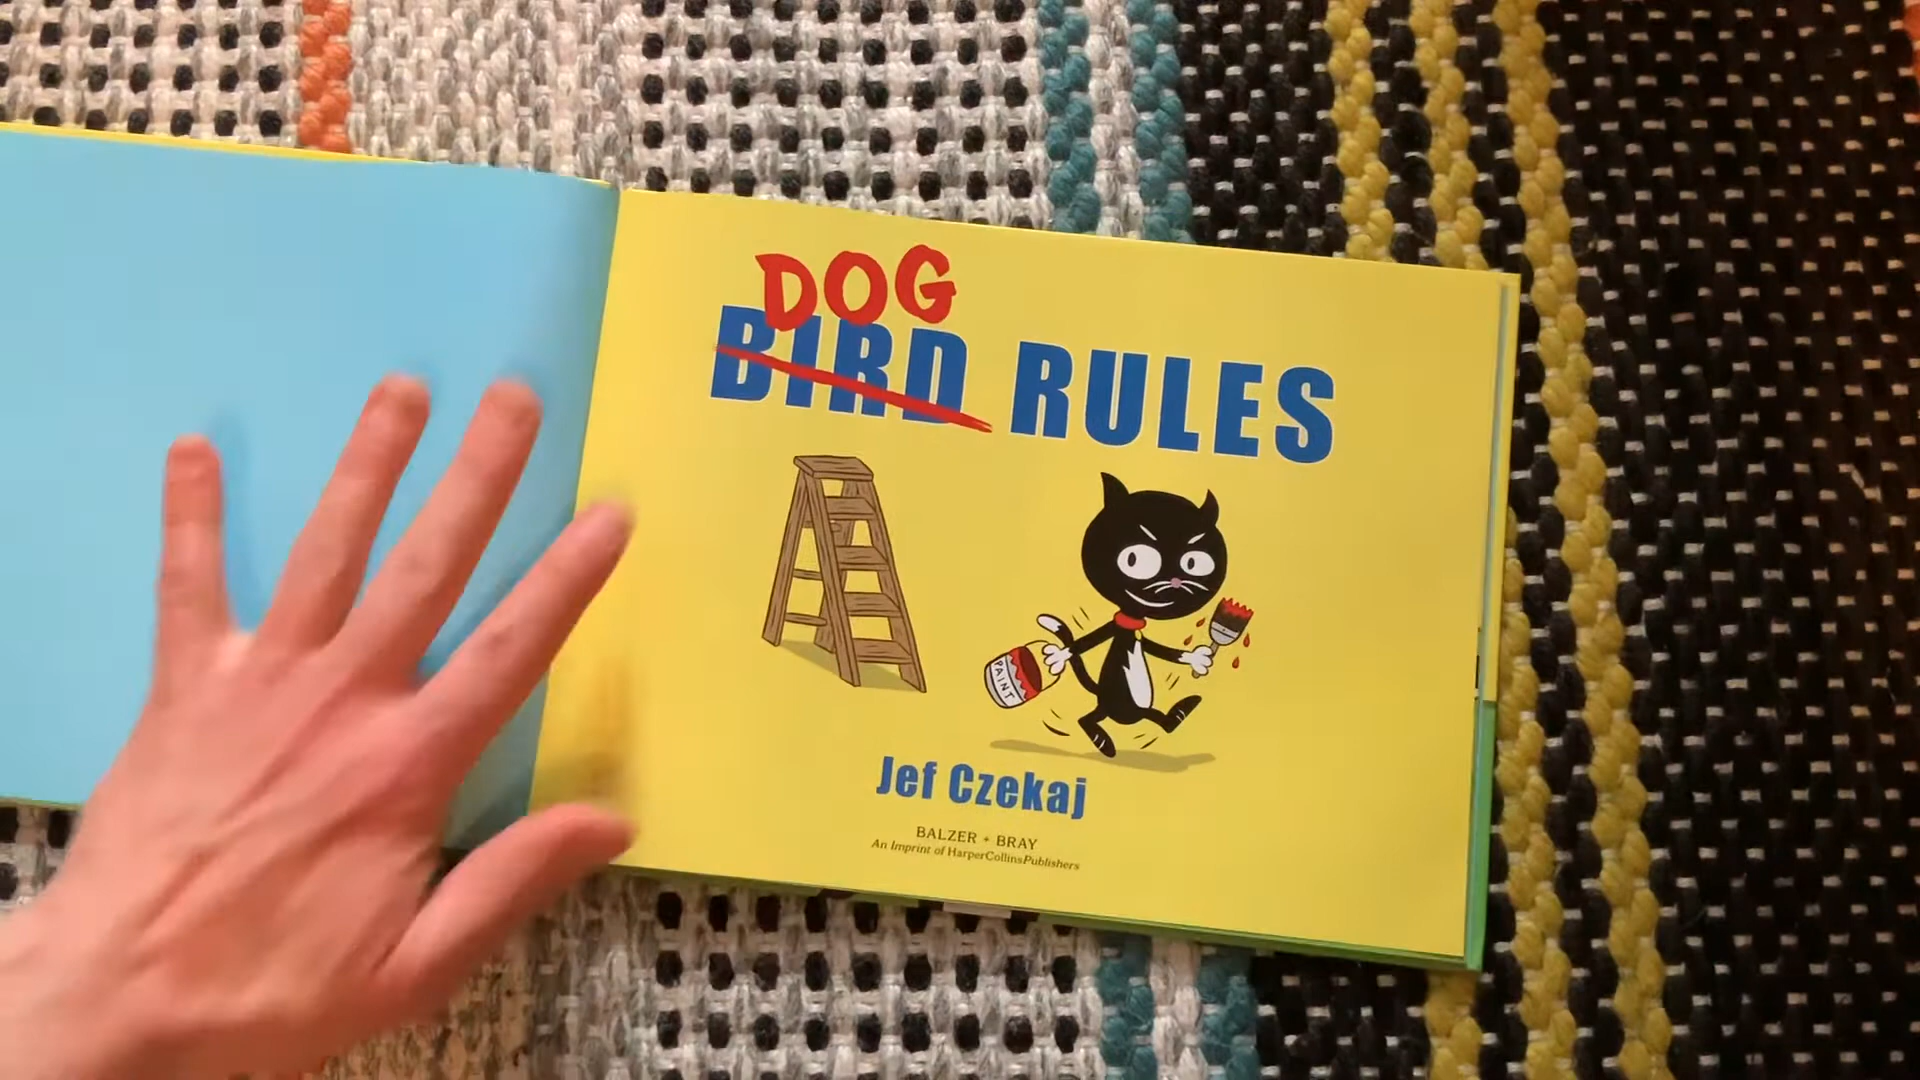 DOG
BIRD RULES
PAINT
Jef Czekaj
BALZER + BRAY
An Imprint of HarperCollinsPublishers